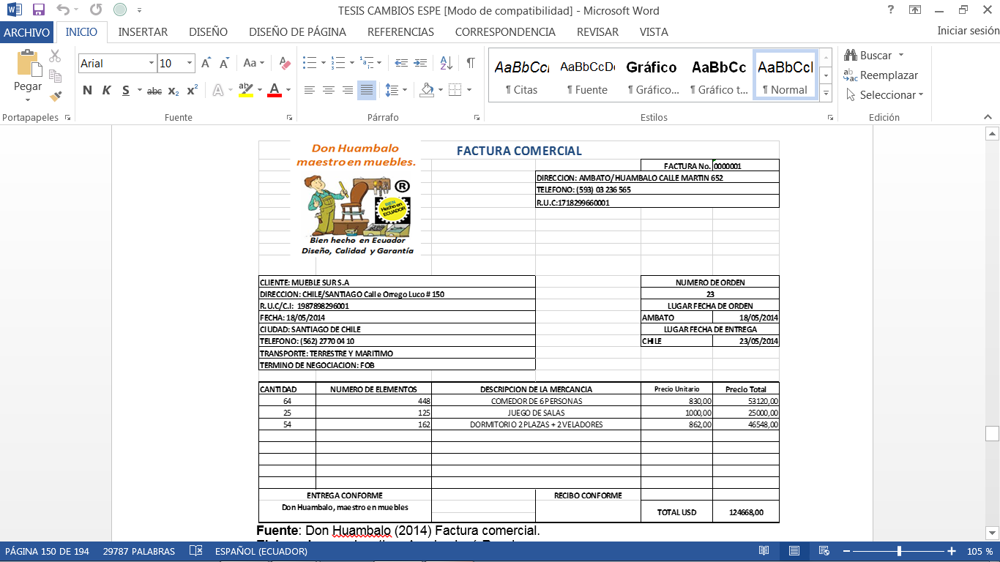 TESIS CAMBIOS ESPE [Modo de compatibilidad] - Microsoft Word
ARCHIVO INICIO INSERTAR DISEÑO DISEÑO DE PÁGINA REFERENCIAS CORRESPONDENCIA REVISAR VISTA Iniciar sesión
Pegar
Arial 10
N K S abc x₂ x²
AaBbCcI AaBbCcDc Gráfico AaBbCc AaBbCcI
¶ Citas ¶ Fuente ¶ Gráfico... ¶ Gráfico t... ¶ Normal
Buscar
Reemplazar
Seleccionar
Portapapeles Fuente Párrafo Estilos Edición
Don Huambalo
maestro en muebles.
BIEN
Hecho en
ECUADOR
Bien hecho en Ecuador
Diseño, Calidad y Garantía
FACTURA COMERCIAL
FACTURA No. 0000001
DIRECCION: AMBATO/HUAMBALO CALLE MARTIN 652
TELEFONO: (593) 03 236 565
R.U.C:1718299660001
CLIENTE: MUEBLE SUR S.A
DIRECCION: CHILE/SANTIAGO Calle Orrego Luco # 150
R.U.C/C.I: 1987898296001
FECHA: 18/05/2014
CIUDAD: SANTIAGO DE CHILE
TELEFONO: (562) 2770 04 10
TRANSPORTE: TERRESTRE Y MARITIMO
TERMINO DE NEGOCIACION: FOB
NUMERO DE ORDEN
23
LUGAR FECHA DE ORDEN
AMBATO 18/05/2014
LUGAR FECHA DE ENTREGA
CHILE 23/05/2014
CANTIDAD NUMERO DE ELEMENTOS DESCRIPCION DE LA MERCANCIA Precio Unitario Precio Total
64 448 COMEDOR DE 6 PERSONAS 830,00 53120,00
25 125 JUEGO DE SALAS 1000,00 25000,00
54 162 DORMITORIO 2 PLAZAS + 2 VELADORES 862,00 46548,00
ENTREGA CONFORME RECIBO CONFORME
Don Huambalo, maestro en muebles
TOTAL USD 124668,00
Fuente: Don Huambalo (2014) Factura comercial.
PÁGINA 150 DE 194 29787 PALABRAS ESPAÑOL (ECUADOR) 105 %